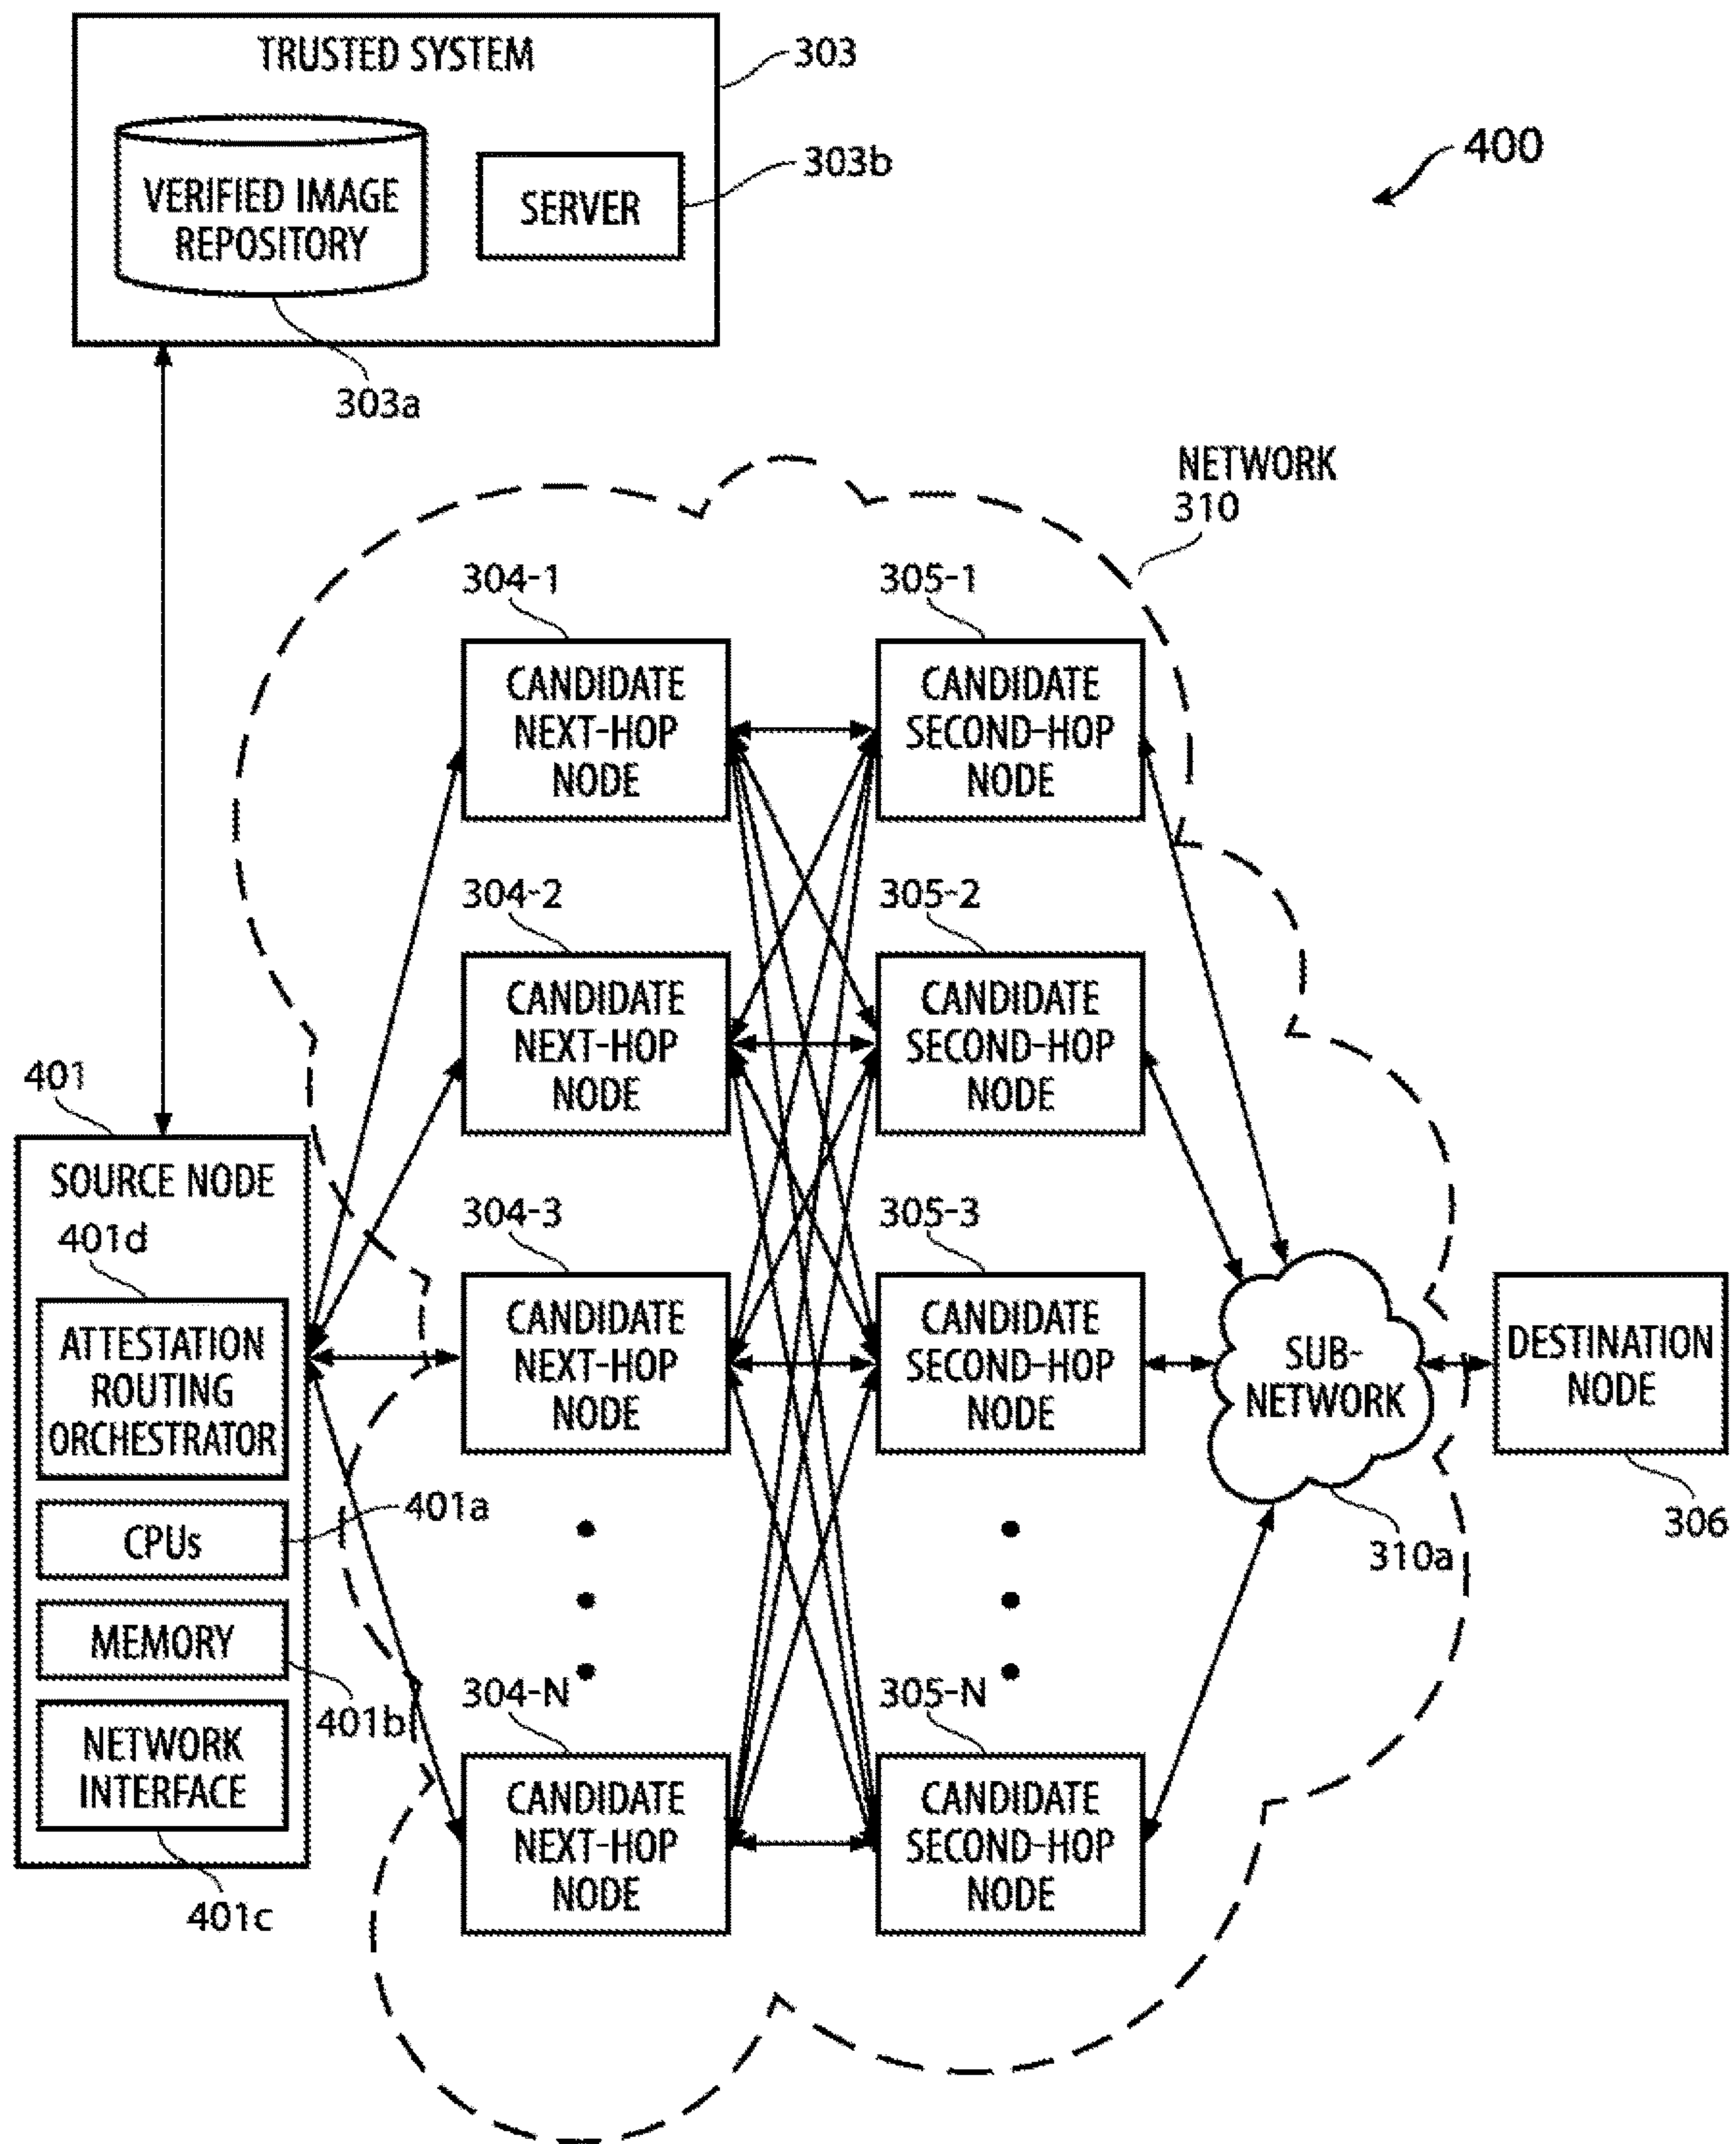 TRUSTED SYSTEM
303
VERIFIED IMAGE
REPOSITORY
SERVER
303b
303a
400
NETWORK
310
304-1
305-1
CANDIDATE
NEXT-HOP
NODE
CANDIDATE
SECOND-HOP
NODE
304-2
305-2
CANDIDATE
NEXT-HOP
NODE
CANDIDATE
SECOND-HOP
NODE
401
SOURCE NODE
401d
ATTESTATION
ROUTING
ORCHESTRATOR
CPUs
401a
MEMORY
401b
NETWORK
INTERFACE
401c
304-3
305-3
CANDIDATE
NEXT-HOP
NODE
CANDIDATE
SECOND-HOP
NODE
SUB-
NETWORK
310a
DESTINATION
NODE
306
304-N
305-N
CANDIDATE
NEXT-HOP
NODE
CANDIDATE
SECOND-HOP
NODE